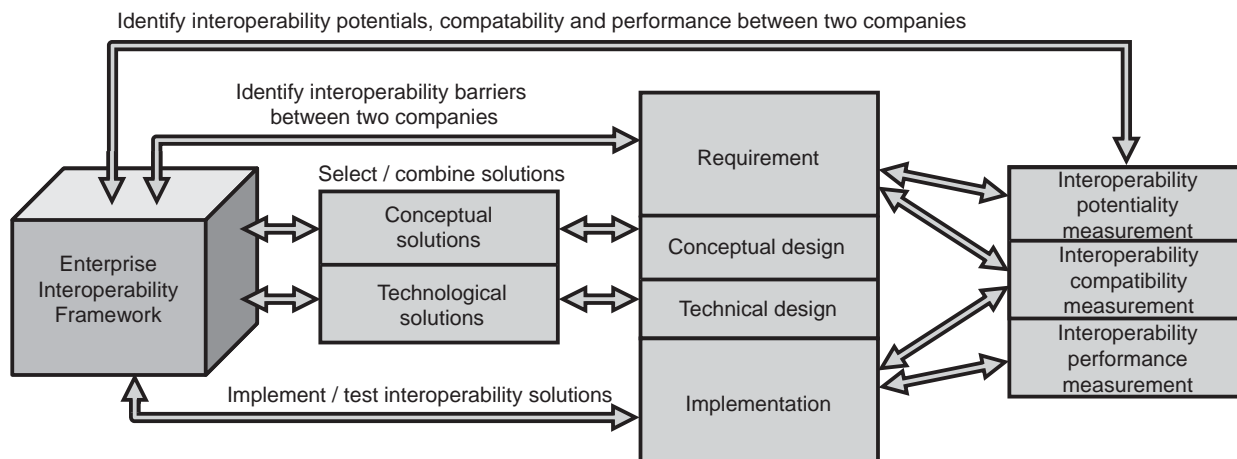 Identify interoperability potentials, compatability and performance between two companies
Identify interoperability barriers
between two companies
Select / combine solutions
Enterprise
Interoperability
Framework
Conceptual
solutions
Technological
solutions
Implement / test interoperability solutions
Requirement
Conceptual design
Technical design
Implementation
Interoperability
potentiality
measurement
Interoperability
compatibility
measurement
Interoperability
performance
measurement